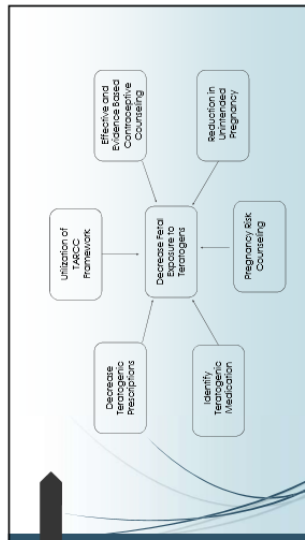 Utilization of
TARCC
Framework
Effective and
Evidence Based
Contraceptive
Counseling
Reduction in
Unintended
Pregnancy
Pregnancy Risk
Counseling
Identify
Teratogenic
Medication
Decrease
Teratogenic
Prescriptions
Decrease Fetal
Exposure to
Teratogens